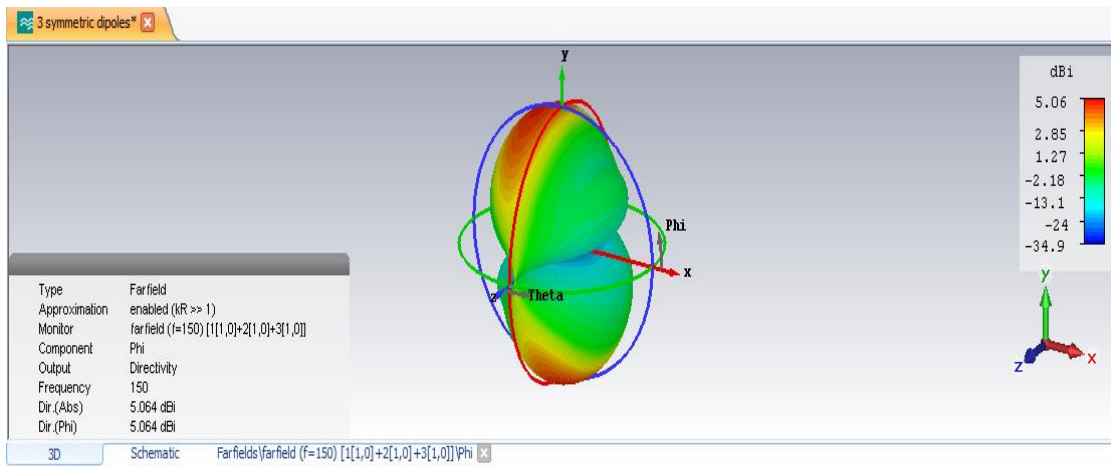 3 symmetric dipoles*
y
dBi
5.06
2.85
1.27
-2.18
-13.1
-24
-34.9
Phi
x
z Theta
y
x
z
Type Farfield
Approximation enabled (kR >> 1)
Monitor farfield (f=150) [1[1,0]+2[1,0]+3[1,0]]
Component Phi
Output Directivity
Frequency 150
Dir.(Abs) 5.064 dBi
Dir.(Phi) 5.064 dBi
3D Schematic Farfields\farfield (f=150) [1[1,0]+2[1,0]+3[1,0]]\Phi